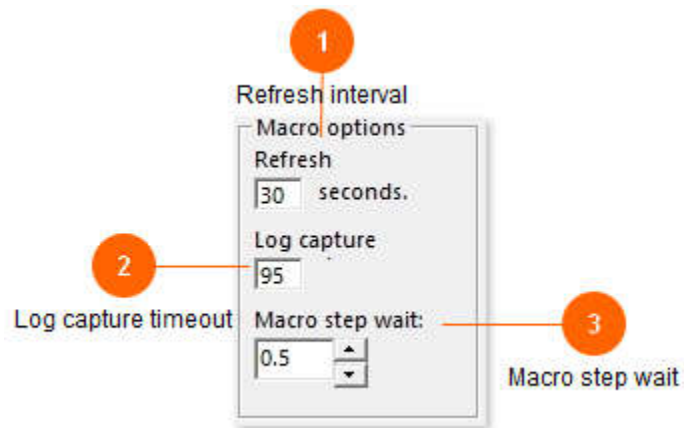 1
Refresh interval
Macro options
Refresh
30 seconds.
Log capture
2
95
Log capture timeout
Macro step wait:
3
0.5
Macro step wait